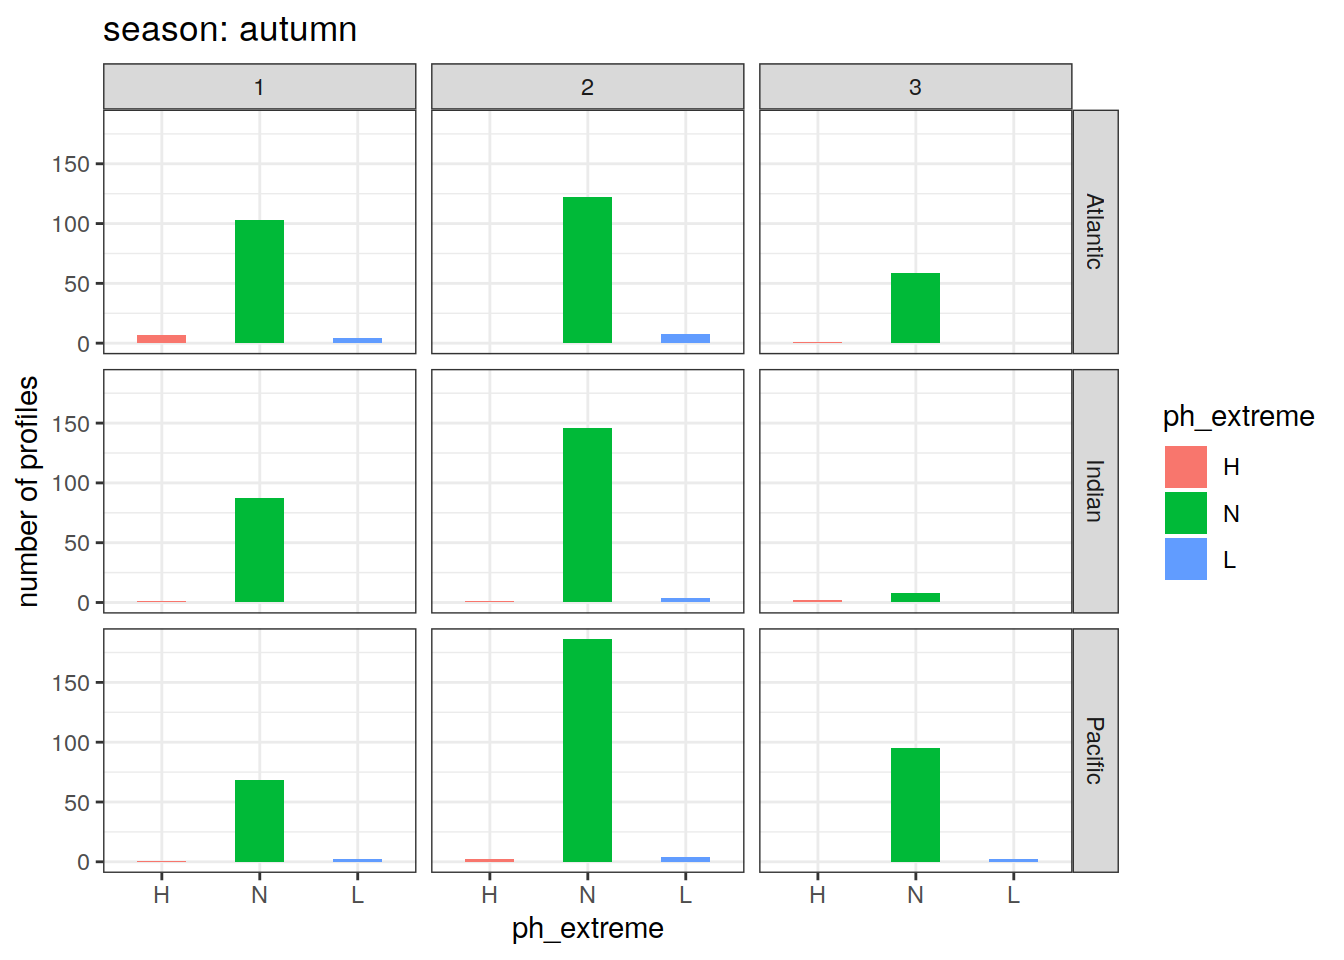 season: autumn
1 2 3
150
100
50
0
Atlantic
number of profiles
150
100
50
0
Indian
150
100
50
0
Pacific
H N L H N L H N L
ph_extreme
ph_extreme
H
N
L